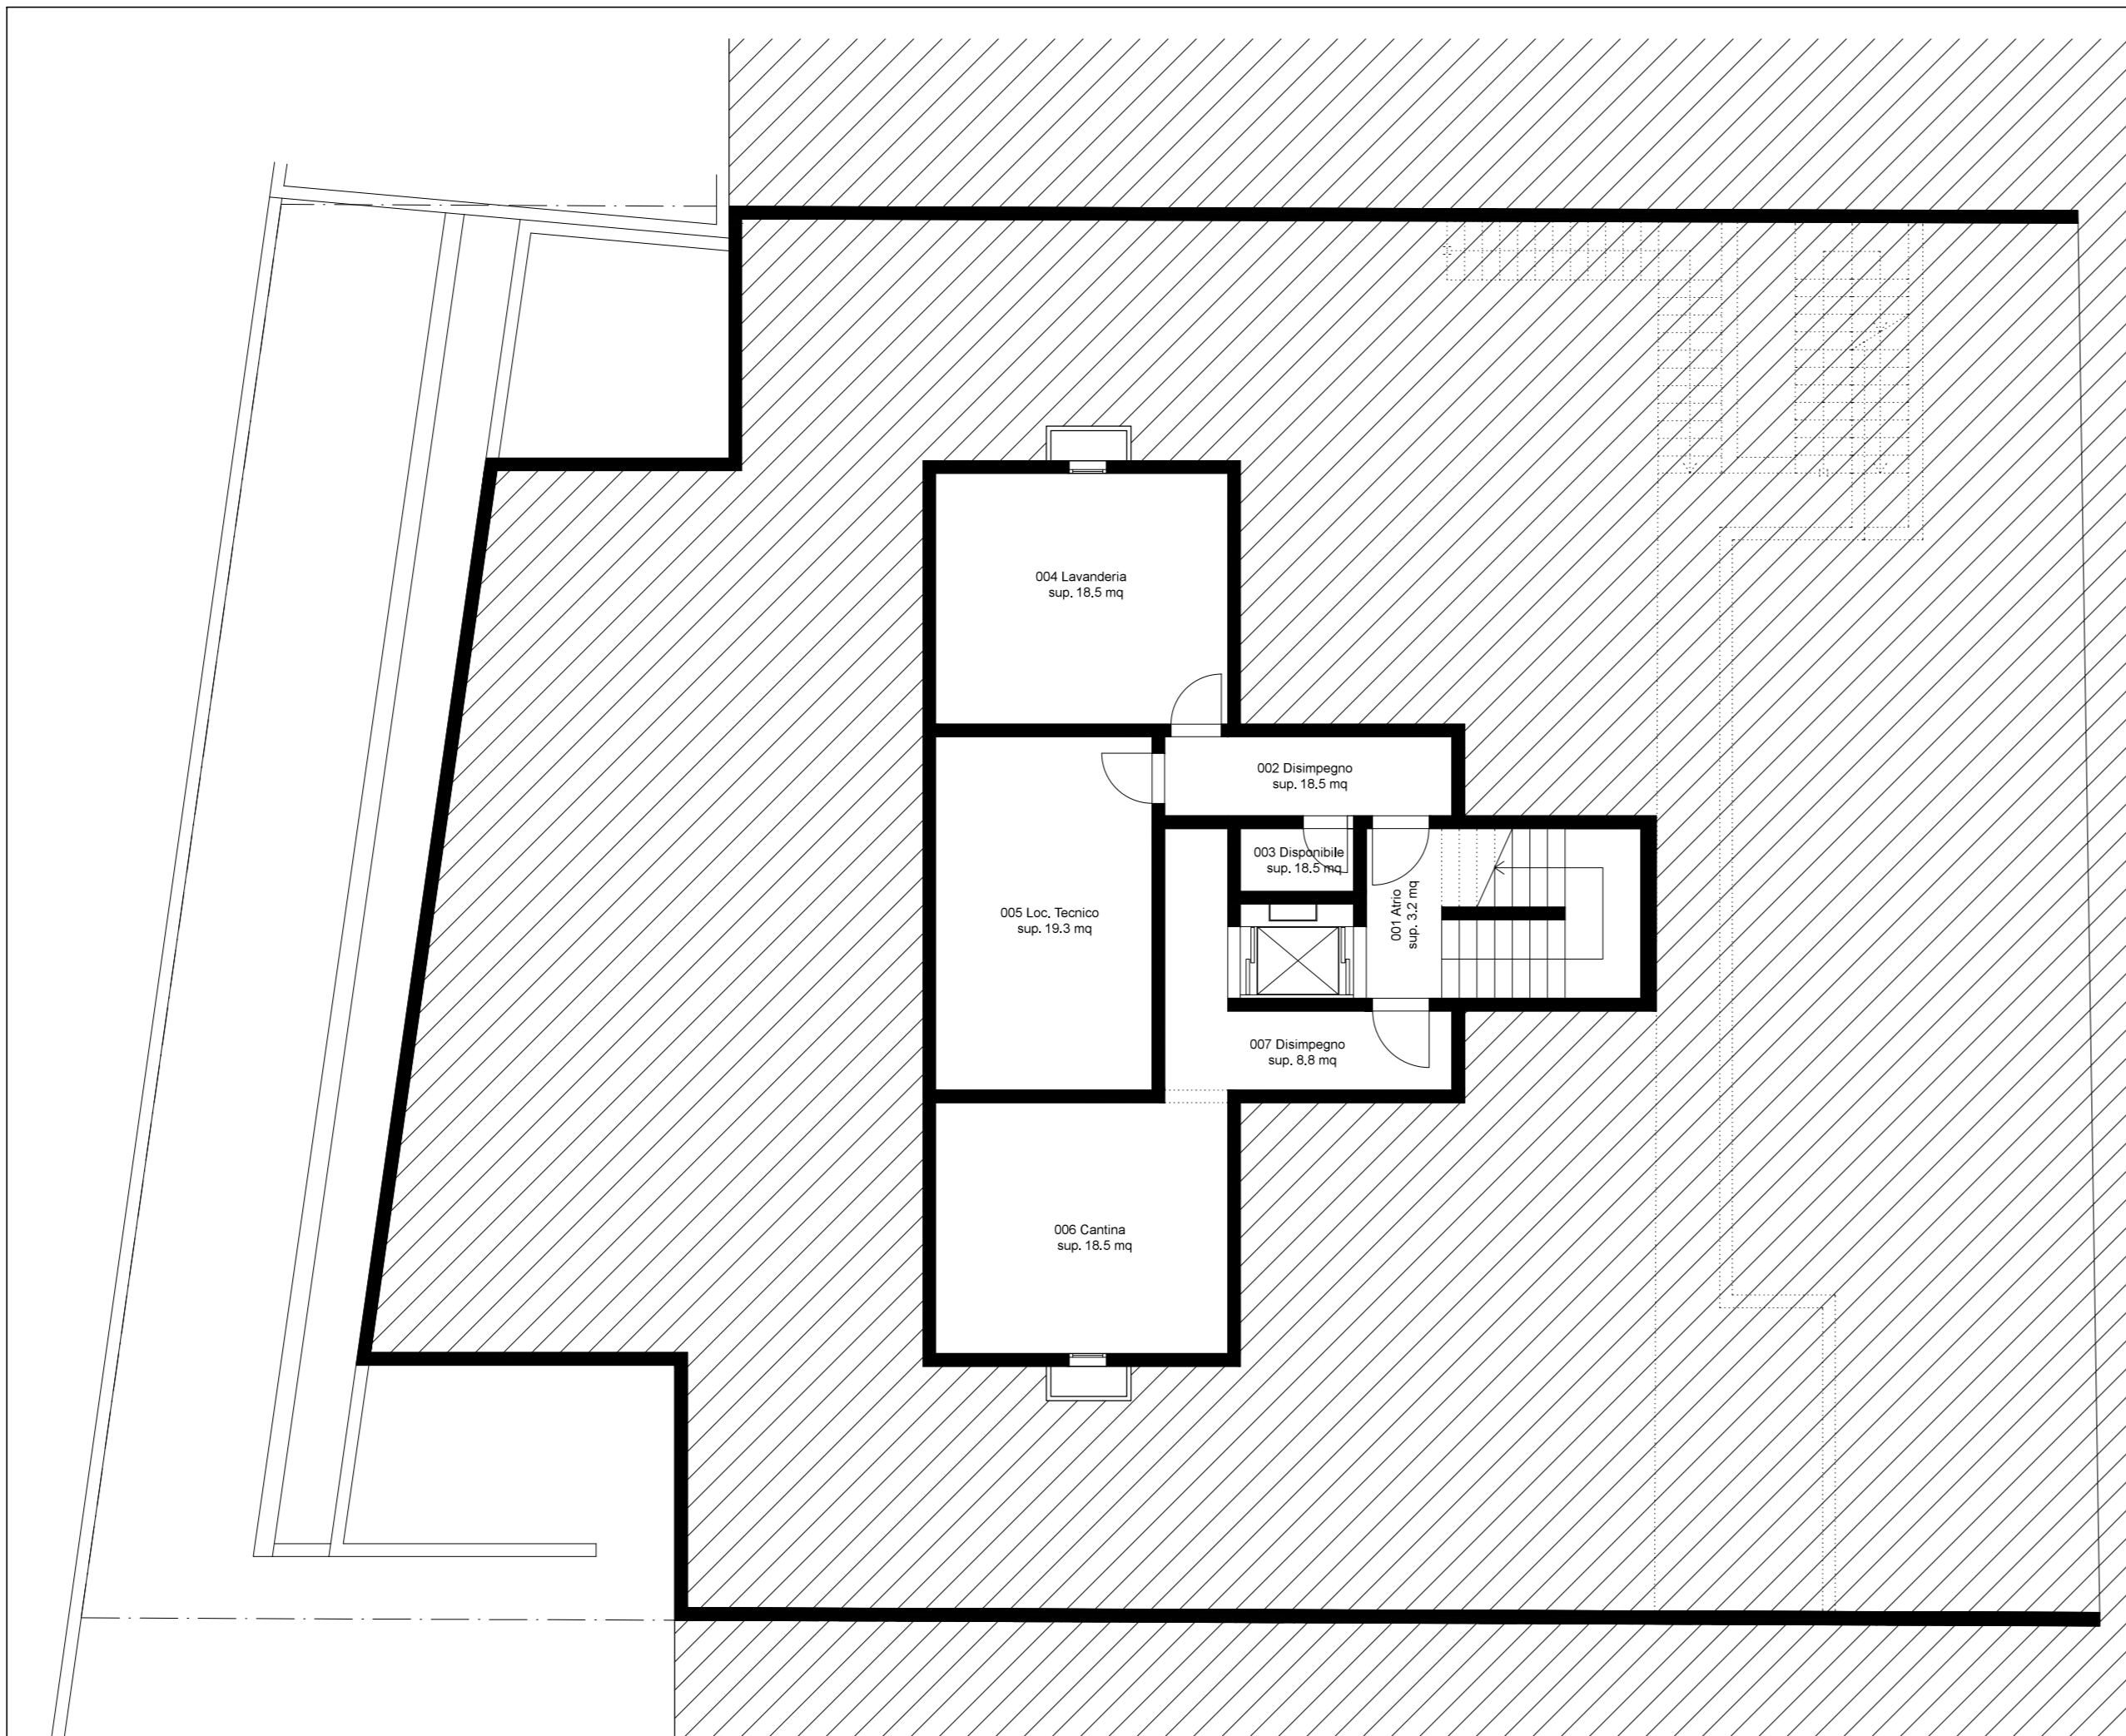 004 Lavanderia
sup. 18.5 mq
002 Disimpegno
sup. 18.5 mq
003 Disponibile
sup. 18.5 mq
001 Atrio
sup. 3.2 mq
005 Loc. Tecnico
sup. 19.3 mq
007 Disimpegno
sup. 8.8 mq
006 Cantina
sup. 18.5 mq